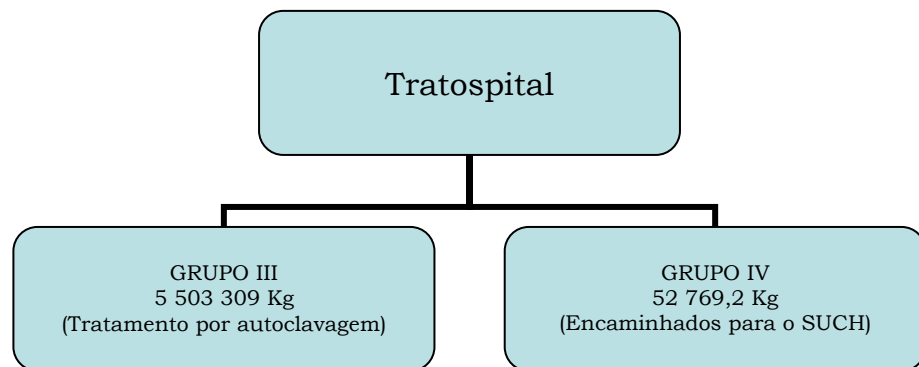 Tratospital
GRUPO III
5 503 309 Kg
(Tratamento por autoclavagem)
GRUPO IV
52 769,2 Kg
(Encaminhados para o SUCH)